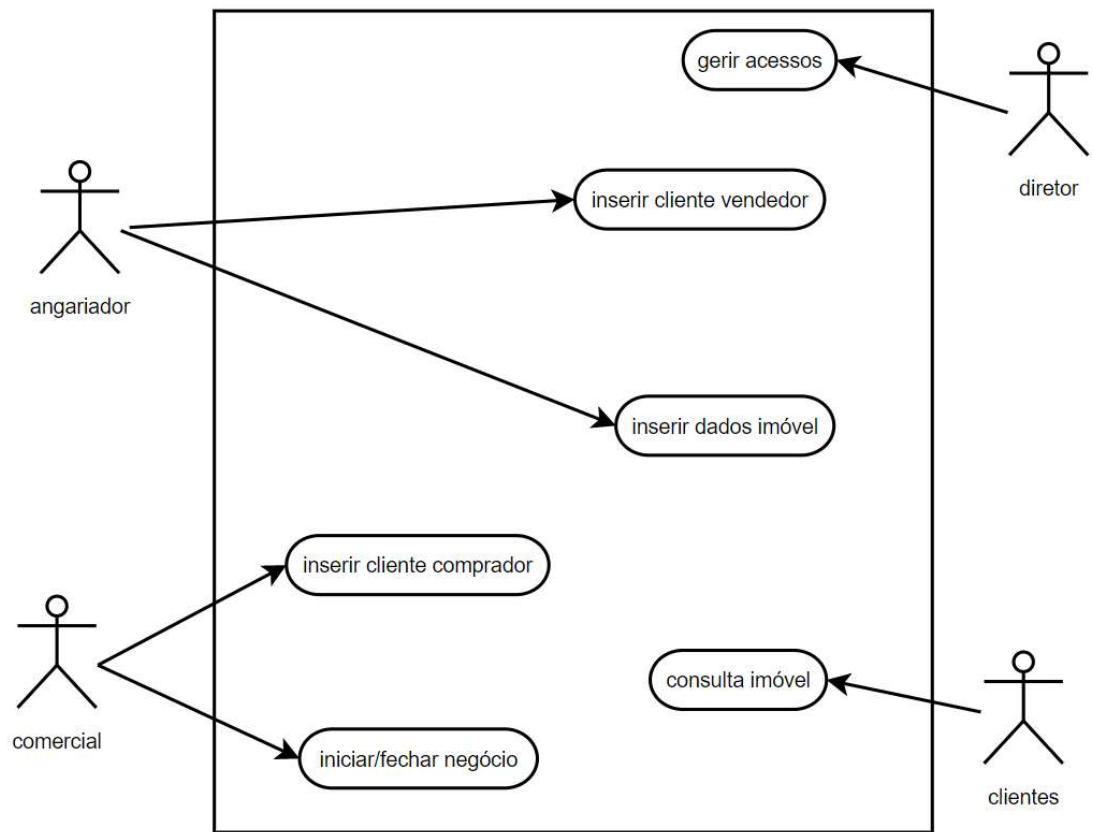 gerir acessos
diretor
inserir cliente vendedor
angariador
inserir dados imóvel
inserir cliente comprador
consulta imóvel
comercial
iniciar/fechar negócio
clientes